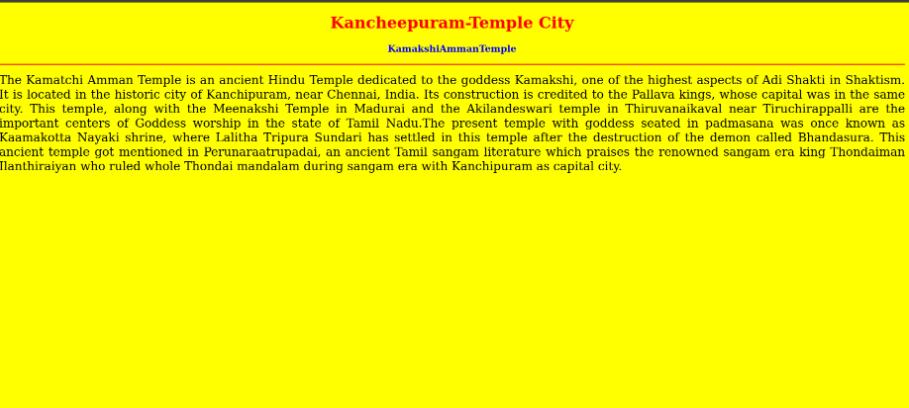 Kancheepuram-Temple City
KamakshiAmmanTemple
The Kamatchi Amman Temple is an ancient Hindu Temple dedicated to the goddess Kamakshi, one of the highest aspects of Adi Shakti in Shaktism.
It is located in the historic city of Kanchipuram, near Chennai, India. Its construction is credited to the Pallava kings, whose capital was in the same
city. This temple, along with the Meenakshi Temple in Madurai and the Akilandeswari temple in Thiruvanaikaval near Tiruchirappalli are the
important centers of Goddess worship in the state of Tamil Nadu.The present temple with goddess seated in padmasana was once known as
Kaamakotta Nayaki shrine, where Lalitha Tripura Sundari has settled in this temple after the destruction of the demon called Bhandasura. This
ancient temple got mentioned in Perunaraatrupadai, an ancient Tamil sangam literature which praises the renowned sangam era king Thondaiman
Ilanthiraiyan who ruled whole Thondai mandalam during sangam era with Kanchipuram as capital city.